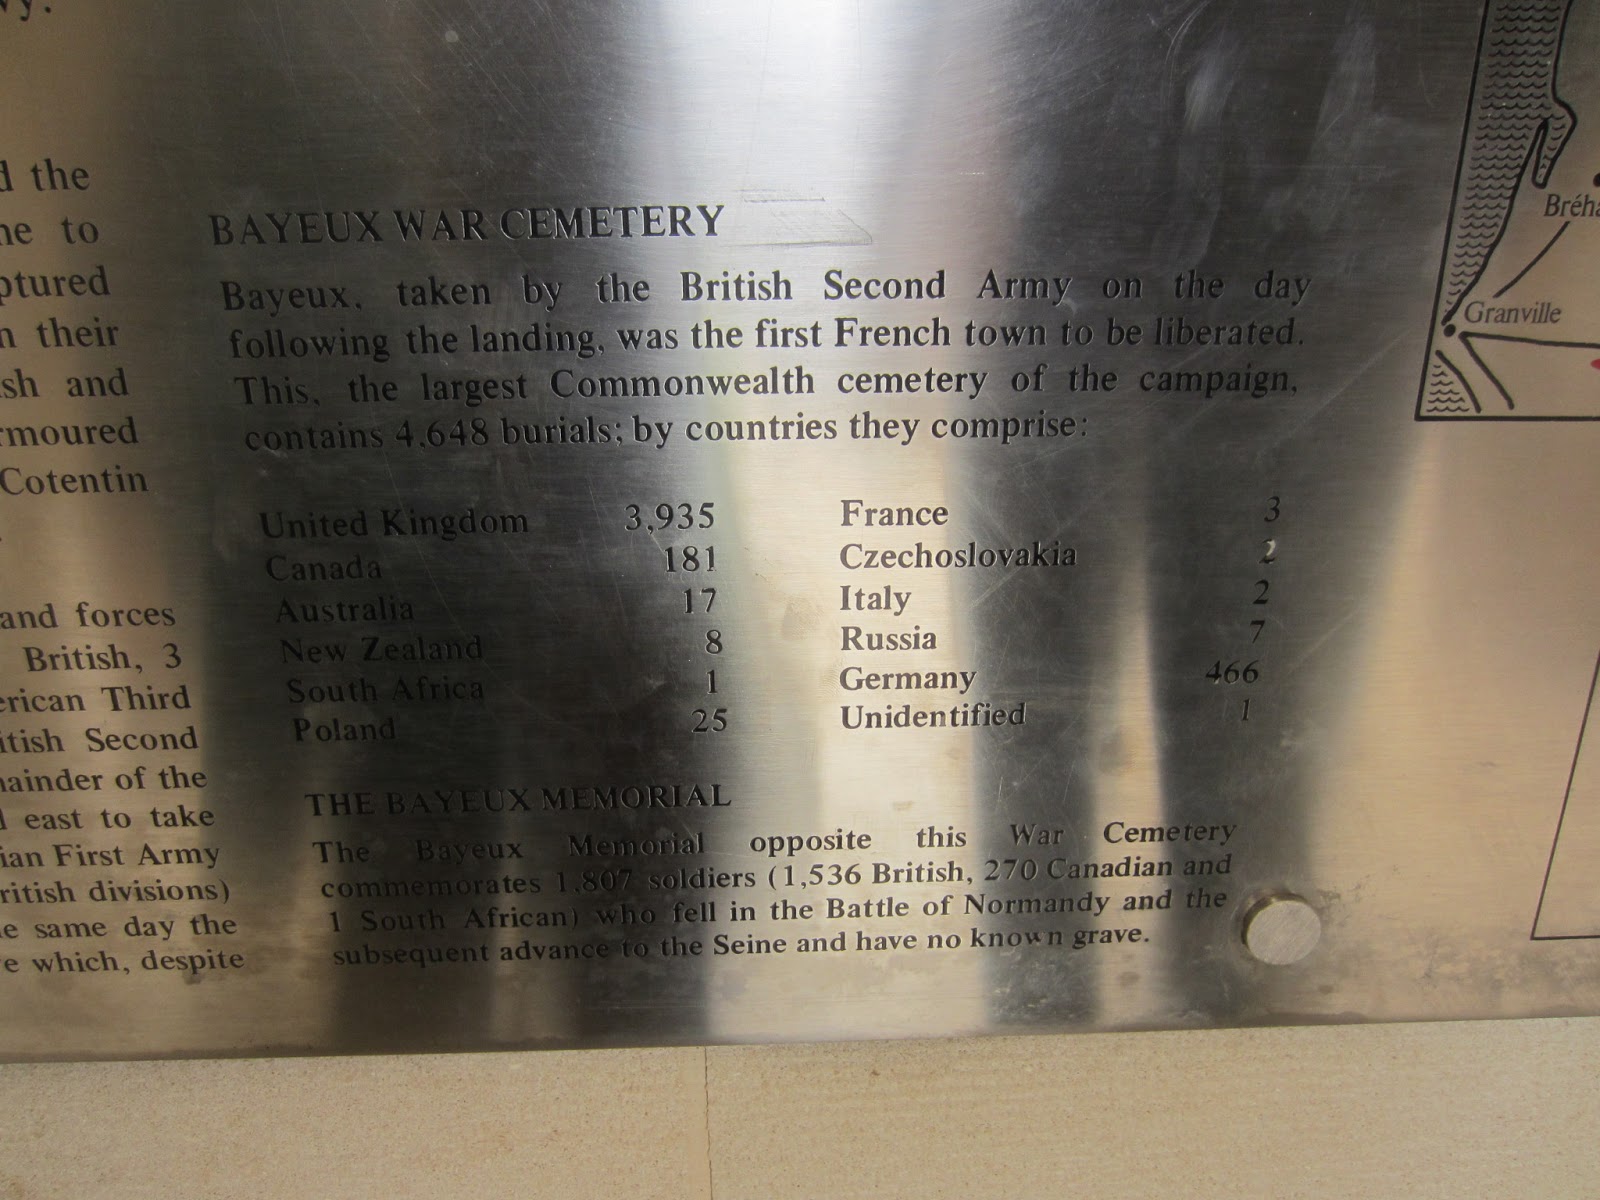 d the
ne to
ptured
n their
sh and
rmoured
Cotentin
and forces
British, 3
erican Third
itish Second
nainder of the
d east to take
ian First Army
ritish divisions)
e same day the
e which, despite
BAYEUX WAR CEMETERY
Bayeux, taken by the British Second Army on the day
following the landing, was the first French town to be liberated.
This, the largest Commonwealth cemetery of the campaign,
contains 4,648 burials; by countries they comprise:
United Kingdom 3,935
Canada 181
Australia 17
New Zealand 8
South Africa 1
Poland 25
France 3
Czechoslovakia 2
Italy 2
Russia 7
Germany 466
Unidentified 1
THE BAYEUX MEMORIAL
The Bayeux Memorial opposite this War Cemetery
commemorates 1,807 soldiers (1,536 British, 270 Canadian and
1 South African) who fell in the Battle of Normandy and the
subsequent advance to the Seine and have no known grave.
Bréha
Granville